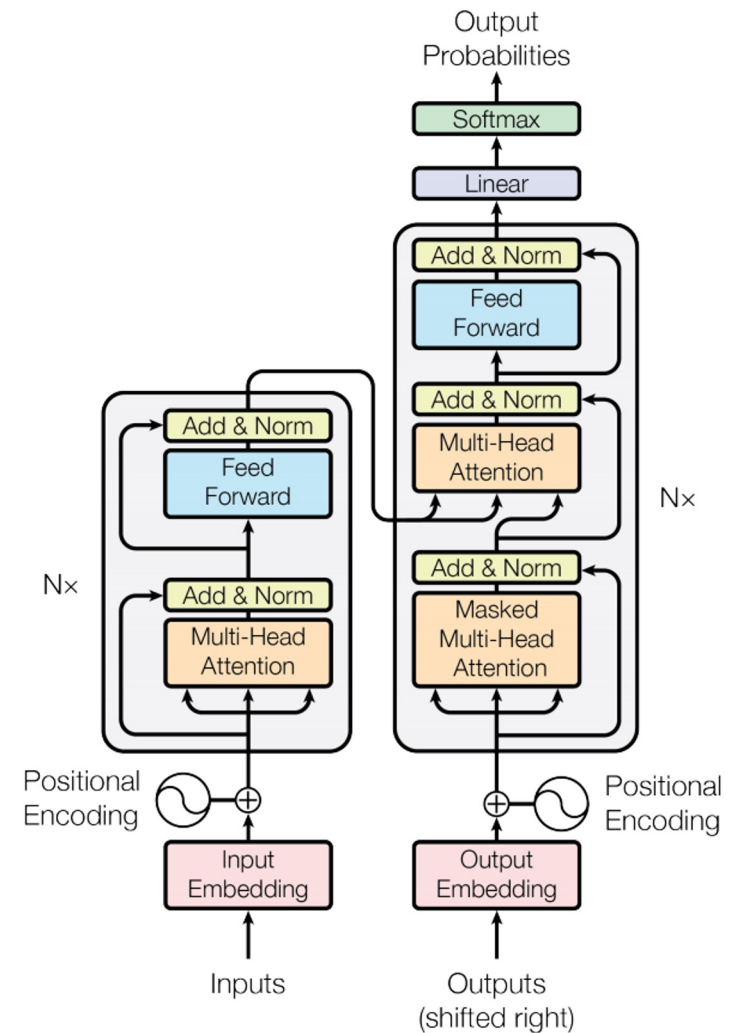 Output
Probabilities
Softmax
Linear
Add & Norm
Feed
Forward
Add & Norm
Multi-Head
Attention
Add & Norm
Masked
Multi-Head
Attention
N×
Add & Norm
Feed
Forward
Add & Norm
Multi-Head
Attention
N×
Positional
Encoding
Positional
Encoding
Input
Embedding
Output
Embedding
Inputs
Outputs
(shifted right)